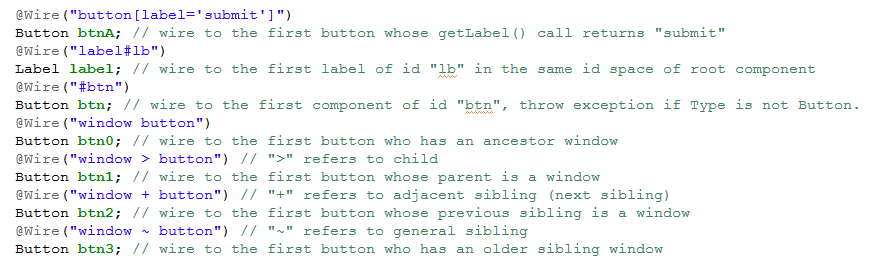 @Wire("button[label='submit']")
Button btnA; // wire to the first button whose getLabel() call returns "submit"
@Wire("label#lb")
Label label; // wire to the first label of id "lb" in the same id space of root component
@Wire("#btn")
Button btn; // wire to the first component of id "btn", throw exception if Type is not Button.
@Wire("window button")
Button btn0; // wire to the first button who has an ancestor window
@Wire("window > button") // ">" refers to child
Button btn1; // wire to the first button whose parent is a window
@Wire("window + button") // "+" refers to adjacent sibling (next sibling)
Button btn2; // wire to the first button whose previous sibling is a window
@Wire("window ~ button") // "~" refers to general sibling
Button btn3; // wire to the first button who has an older sibling window